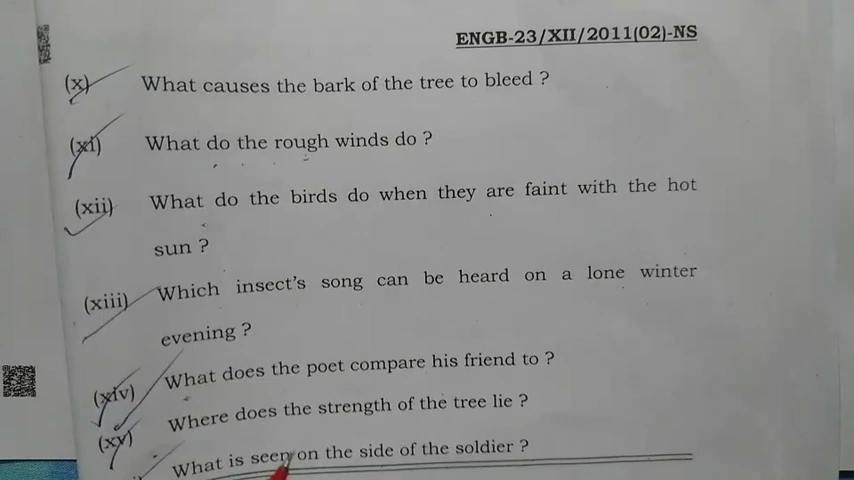 ENGB-23/XII/2011(02)-NS
(x) What causes the bark of the tree to bleed ?
(xi) What do the rough winds do ?
(xii) What do the birds do when they are faint with the hot
sun ?
(xiii) Which insect's song can be heard on a lone winter
evening ?
(xiv) What does the poet compare his friend to ?
(xv) Where does the strength of the tree lie ?
What is seen on the side of the soldier ?